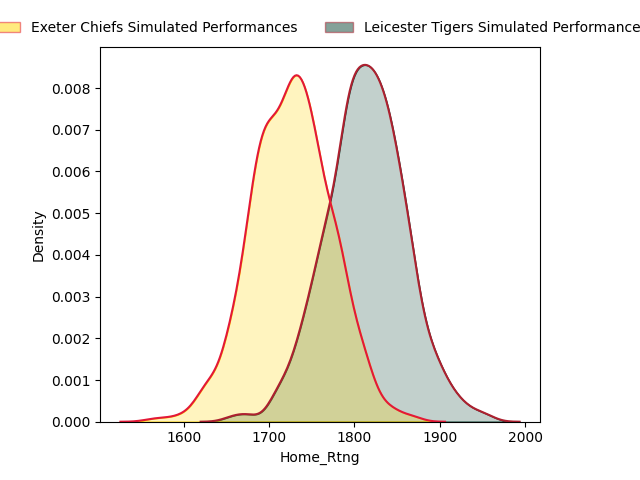 Exeter Chiefs Simulated Performances Leicester Tigers Simulated Performance
0.008
0.007
0.006
0.005
0.004
0.003
0.002
0.001
0.000
Density
1600 1700 1800 1900 2000
Home_Rtng